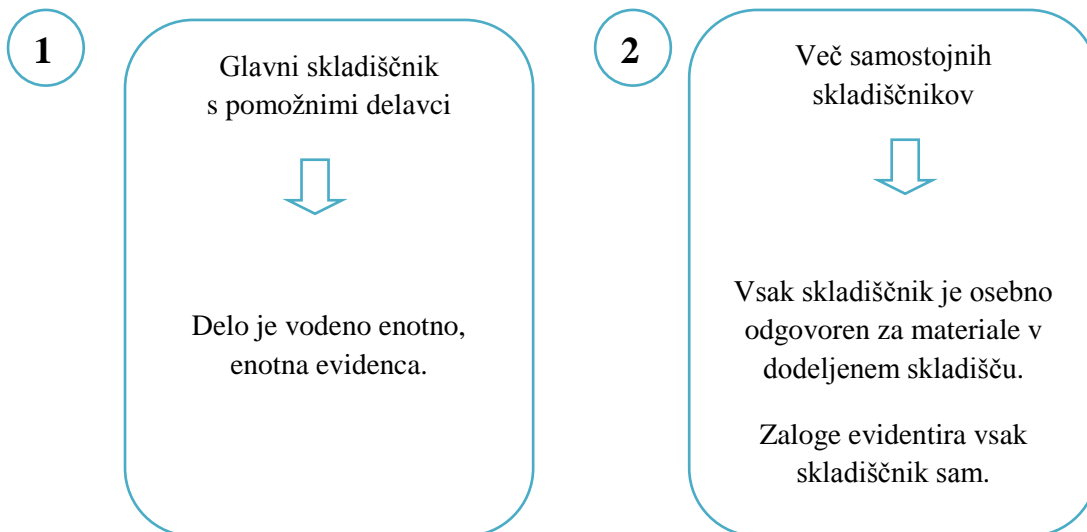 1
Glavni skladiščnik
s pomožnimi delavci
Delo je vodeno enotno,
enotna evidenca.
2
Več samostojnih
skladiščnikov
Vsak skladiščnik je osebno
odgovoren za materiale v
dodeljenem skladišču.
Zaloge evidentira vsak
skladiščnik sam.